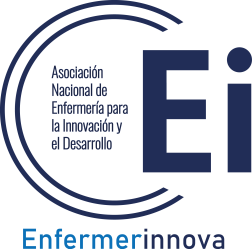 Asociación
Nacional de
Enfermería para
la Innovación y
el Desarrollo
Ei
Enfermerinnova